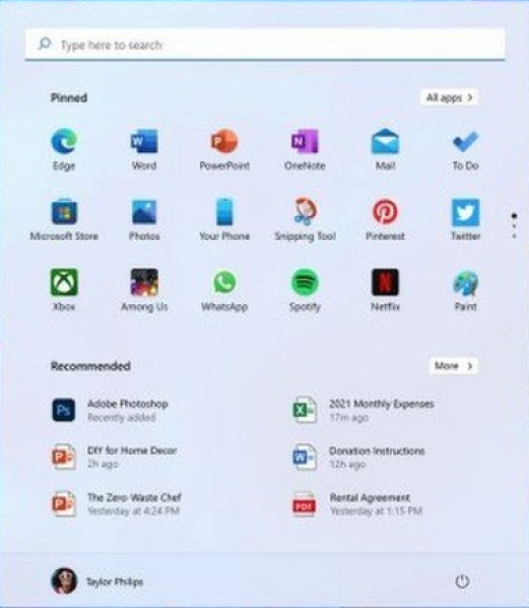 Type here to search
Pinned
All apps >
Edge
Word
PowerPoint
OneNote
Mail
To Do
Microsoft Store
Photos
Your Phone
Snipping Tool
Pinterest
Twitter
Xbox
Among Us
WhatsApp
Spotify
Netflix
Paint
Recommended
More >
Ps
Adobe Photoshop
Recently added
2021 Monthly Expenses
17m ago
DIY for Home Decor
2h ago
Donation Instructions
12h ago
The Zero-Waste Chef
Yesterday at 4:24 PM
PDF
Rental Agreement
Yesterday at 1:15 PM
Taylor Philips